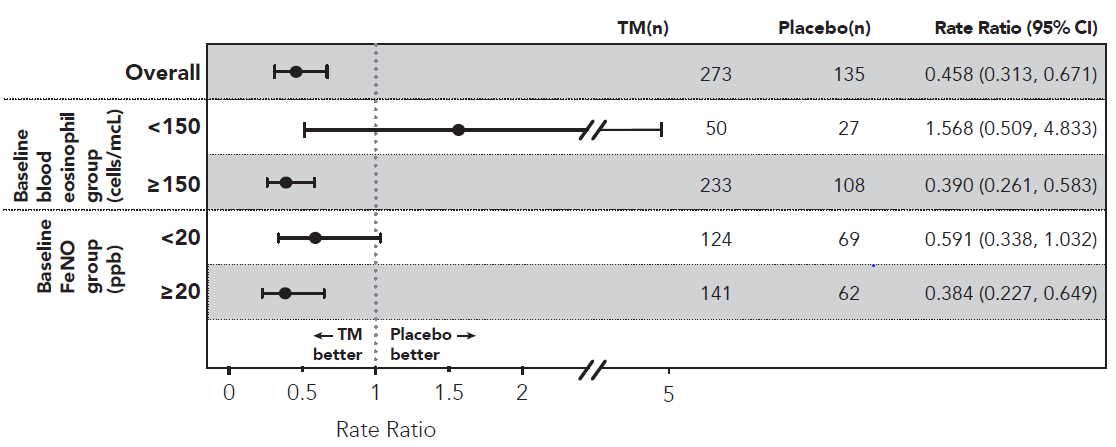 TM(n) Placebo(n) Rate Ratio (95% CI)
Overall 273 135 0.458 (0.313, 0.671)
Baseline
blood
eosinophil
group
(cells/mcL)
<150 50 27 1.568 (0.509, 4.833)
≥150 233 108 0.390 (0.261, 0.583)
Baseline
FeNO
group
(ppb)
<20 124 69 0.591 (0.338, 1.032)
≥20 141 62 0.384 (0.227, 0.649)
← TM Placebo →
better better
0 0.5 1 1.5 2 5
Rate Ratio